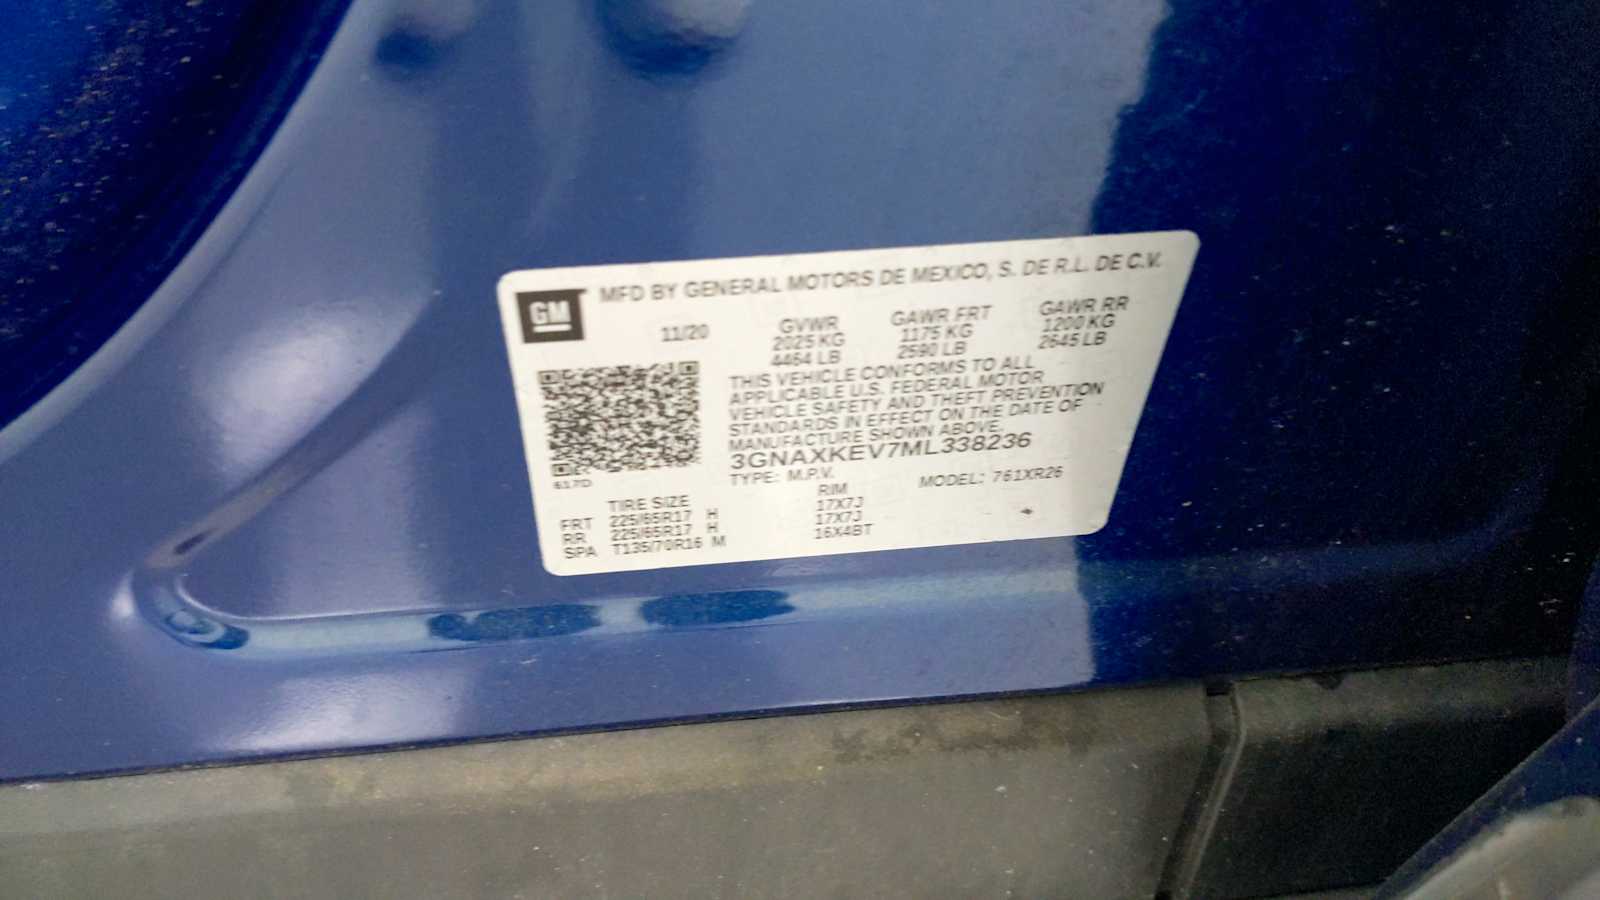 GM
MFD BY GENERAL MOTORS DE MEXICO, S. DE R.L. DE C.V.
11/20
GVWR
2025 KG
4464 LB
GAWR FRT
1175 KG
2590 LB
GAWR RR
1200 KG
2645 LB
THIS VEHICLE CONFORMS TO ALL
APPLICABLE U.S. FEDERAL MOTOR
VEHICLE SAFETY AND THEFT PREVENTION
STANDARDS IN EFFECT ON THE DATE OF
MANUFACTURE SHOWN ABOVE.
3GNAXKEV7ML338236
TYPE: M.P.V. MODEL: 761XR26
617D
TIRE SIZE RIM
FRT 225/65R17 H 17X7J
RR 225/65R17 H 17X7J
SPA T135/70R16 M 16X4BT